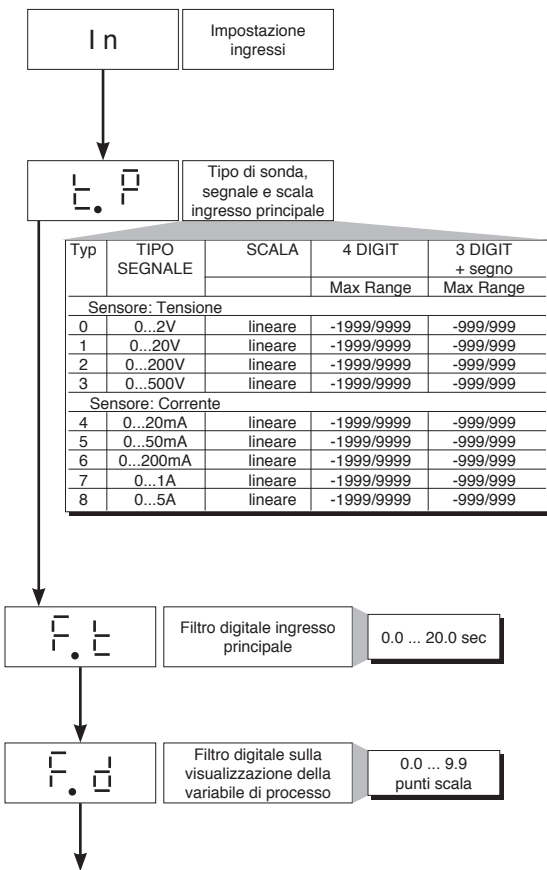 In
Impostazione
ingressi
t.P
Tipo di sonda,
segnale e scala
ingresso principale
Typ TIPO SCALA 4 DIGIT 3 DIGIT
SEGNALE + segno
Max Range Max Range
Sensore: Tensione
0 0...2V lineare -1999/9999 -999/999
1 0...20V lineare -1999/9999 -999/999
2 0...200V lineare -1999/9999 -999/999
3 0...500V lineare -1999/9999 -999/999
Sensore: Corrente
4 0...20mA lineare -1999/9999 -999/999
5 0...50mA lineare -1999/9999 -999/999
6 0...200mA lineare -1999/9999 -999/999
7 0...1A lineare -1999/9999 -999/999
8 0...5A lineare -1999/9999 -999/999
F.t
Filtro digitale ingresso
principale
0.0 ... 20.0 sec
F.d
Filtro digitale sulla
visualizzazione della
variabile di processo
0.0 ... 9.9
punti scala